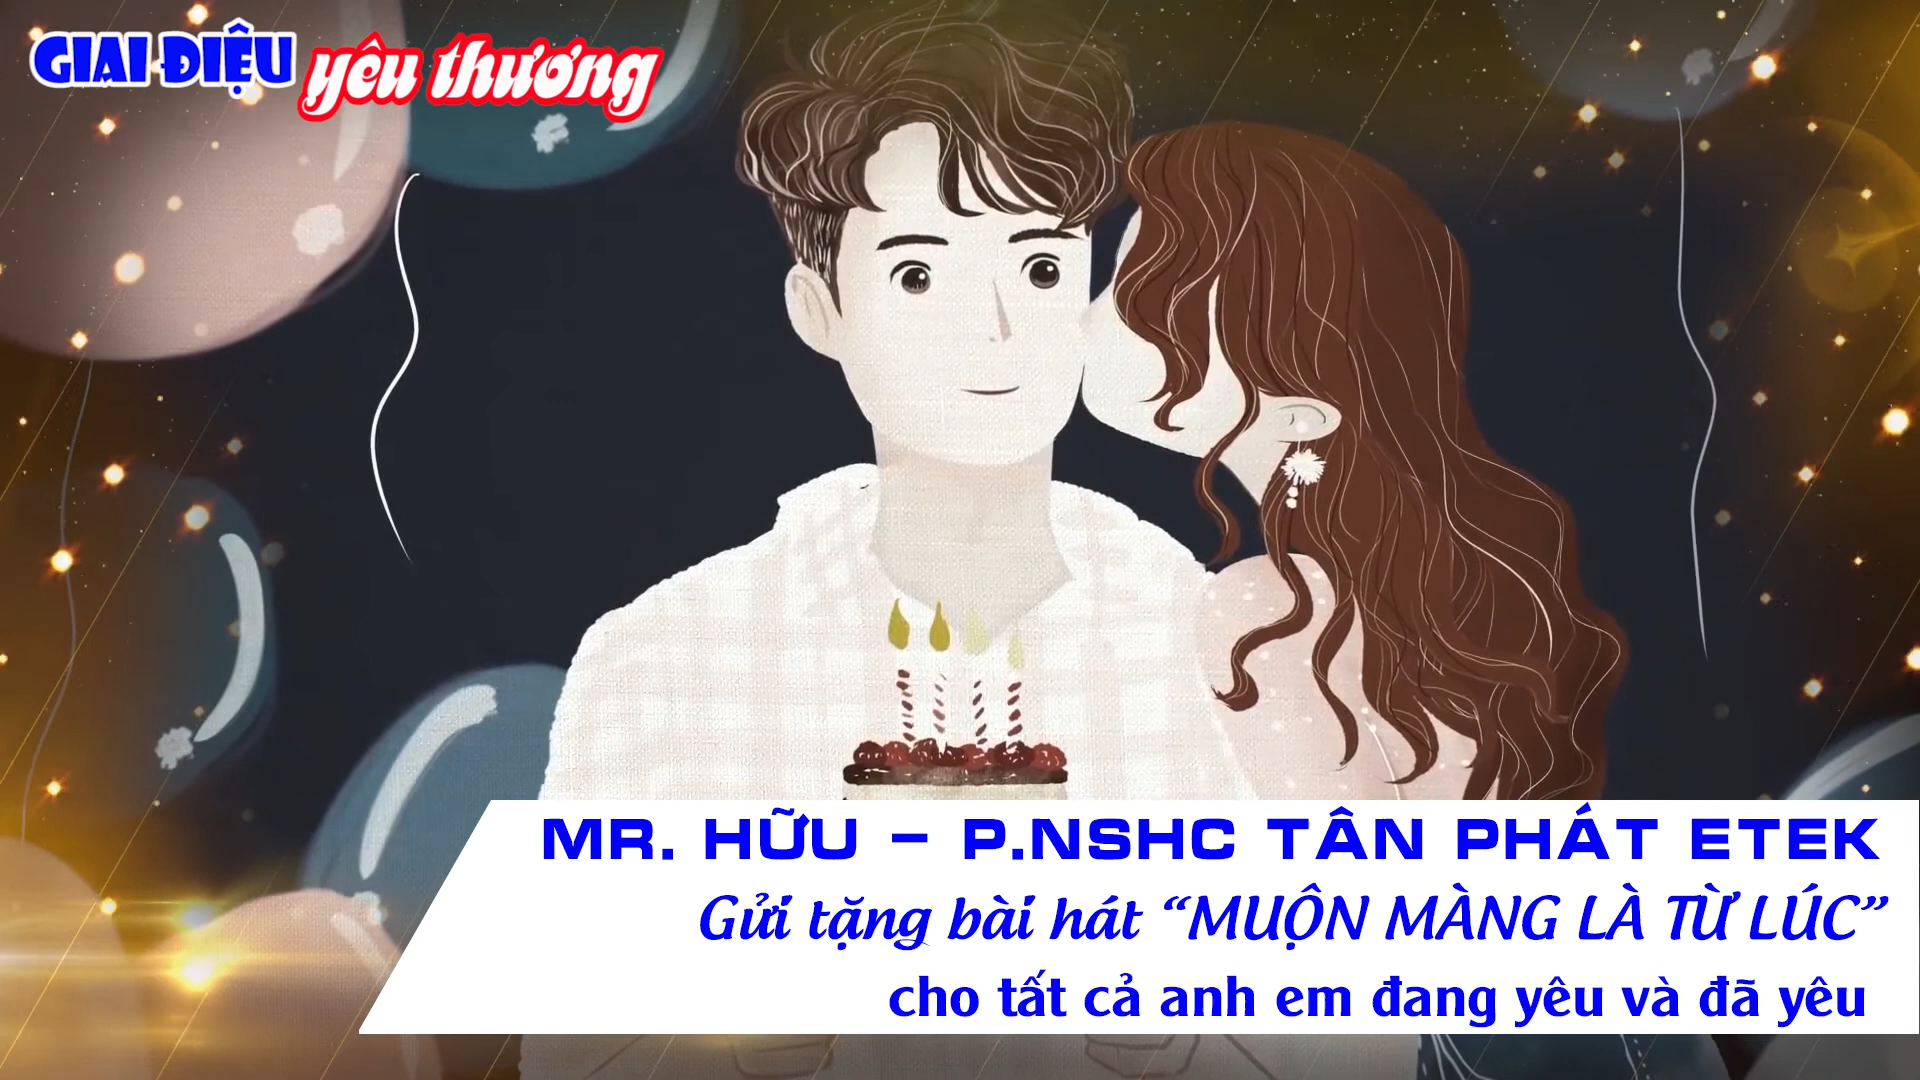 GIAI ĐIỆU yêu thương
MR. HỮU – P.NSHC TÂN PHÁT ETEK
Gửi tặng bài hát “MUỘN MÀNG LÀ TỪ LÚC”
cho tất cả anh em đang yêu và đã yêu